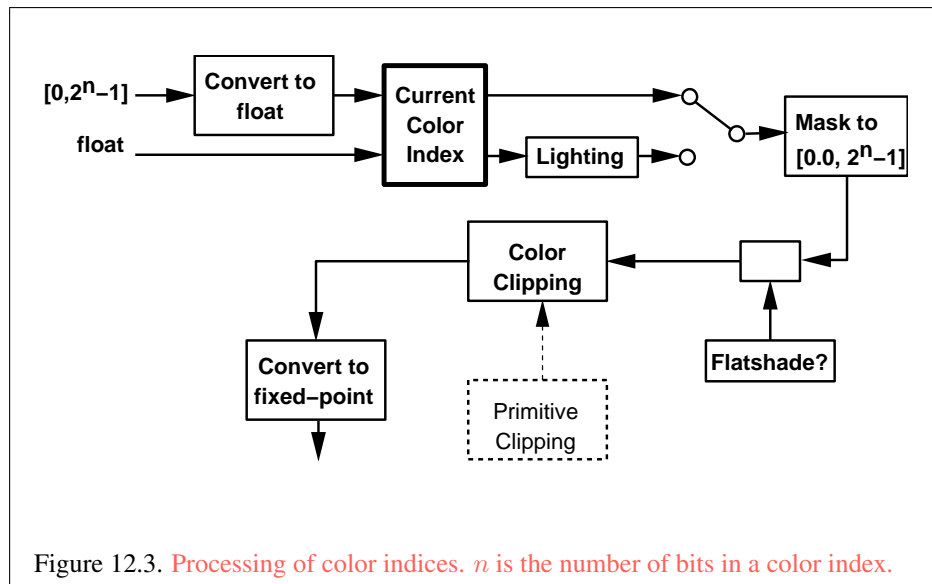 [0,2^n−1]
Convert to
float
float
Current
Color
Index
Lighting
Mask to
[0.0, 2^n−1]
Color
Clipping
Flatshade?
Convert to
fixed−point
Primitive
Clipping
Figure 12.3. Processing of color indices. n is the number of bits in a color index.